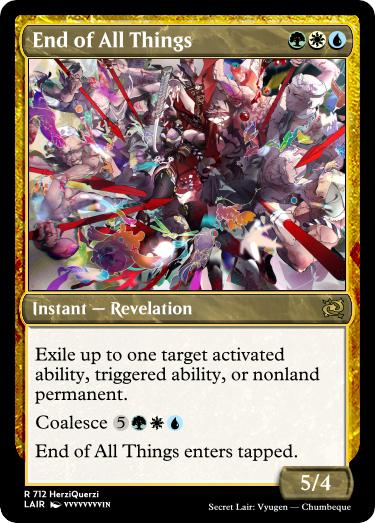 End of All Things
Instant — Revelation
Exile up to one target activated
ability, triggered ability, or nonland
permanent.
Coalesce 5
End of All Things enters tapped.
5/4
R 712 HerziQuerzi
LAIR VVVVVVVVIN
Secret Lair: Vyugen — Chumbeque